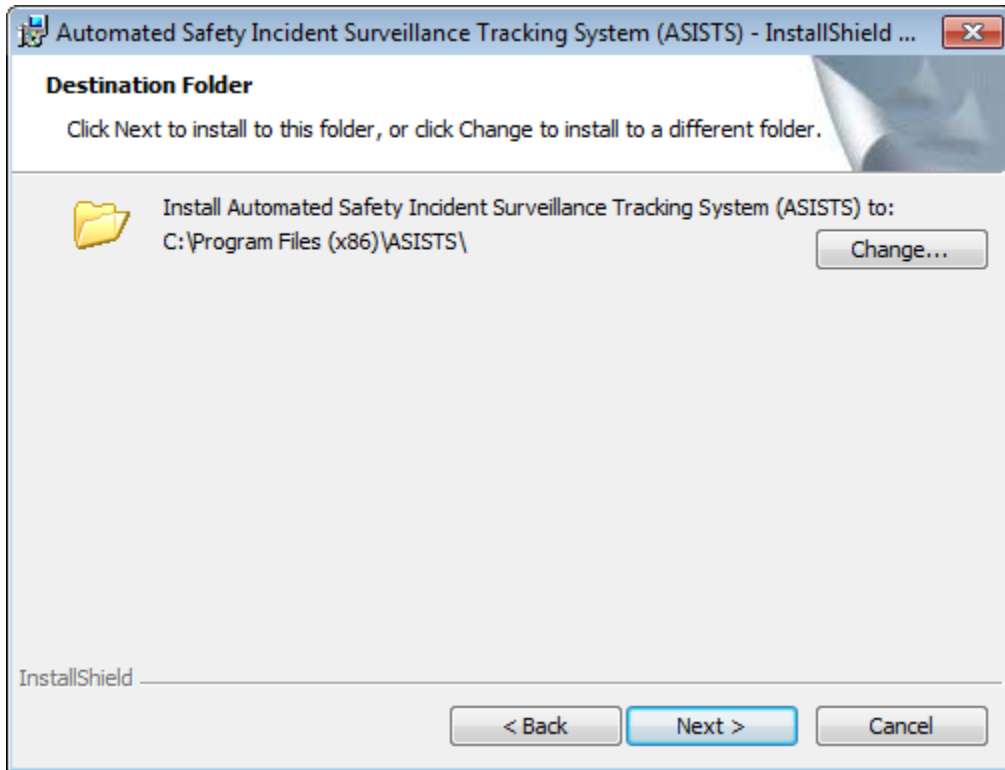 Automated Safety Incident Surveillance Tracking System (ASISTS) - InstallShield ...
Destination Folder
Click Next to install to this folder, or click Change to install to a different folder.
Install Automated Safety Incident Surveillance Tracking System (ASISTS) to:
C:\Program Files (x86)\ASISTS\
Change...
InstallShield
< Back
Next >
Cancel